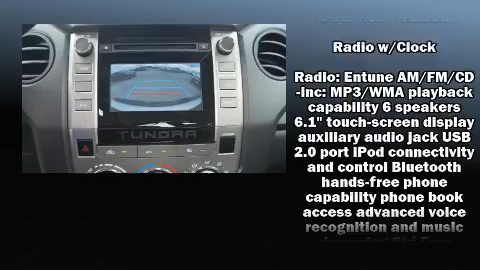 Radio w/Clock
Radio: Entune AM/FM/CD
-inc: MP3/WMA playback
capability 6 speakers
6.1" touch-screen display
auxiliary audio jack USB
2.0 port iPod connectivity
and control Bluetooth
hands-free phone
capability phone book
access advanced voice
recognition and music
TUNDRA